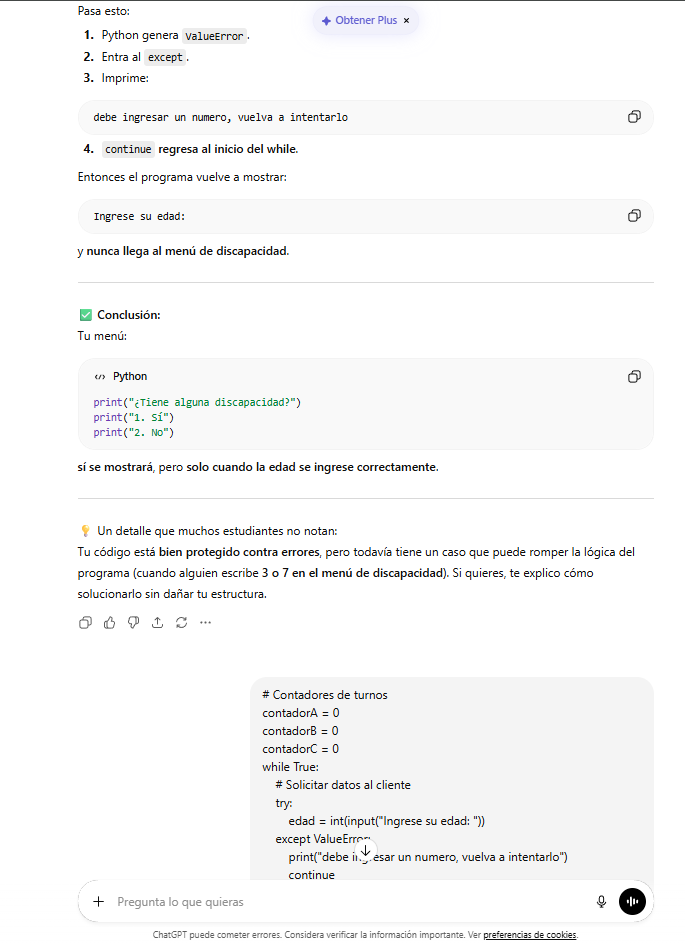 Pasa esto:
Obtener Plus ×
1. Python genera ValueError.
2. Entra al except.
3. Imprime:
debe ingresar un numero, vuelva a intentarlo
4. continue regresa al inicio del while.
Entonces el programa vuelve a mostrar:
Ingrese su edad:
y nunca llega al menú de discapacidad.
✅ Conclusión:
Tu menú:
</> Python
print("¿Tiene alguna discapacidad?")
print("1. Sí")
print("2. No")
sí se mostrará, pero solo cuando la edad se ingrese correctamente.
💡 Un detalle que muchos estudiantes no notan:
Tu código está bien protegido contra errores, pero todavía tiene un caso que puede romper la lógica del
programa (cuando alguien escribe 3 o 7 en el menú de discapacidad). Si quieres, te explico cómo
solucionarlo sin dañar tu estructura.
# Contadores de turnos
contadorA = 0
contadorB = 0
contadorC = 0
while True:
# Solicitar datos al cliente
try:
edad = int(input("Ingrese su edad: "))
except ValueError:
print("debe ingresar un numero, vuelva a intentarlo")
continue
Pregunta lo que quieras
ChatGPT puede cometer errores. Considera verificar la información importante. Ver preferencias de cookies.